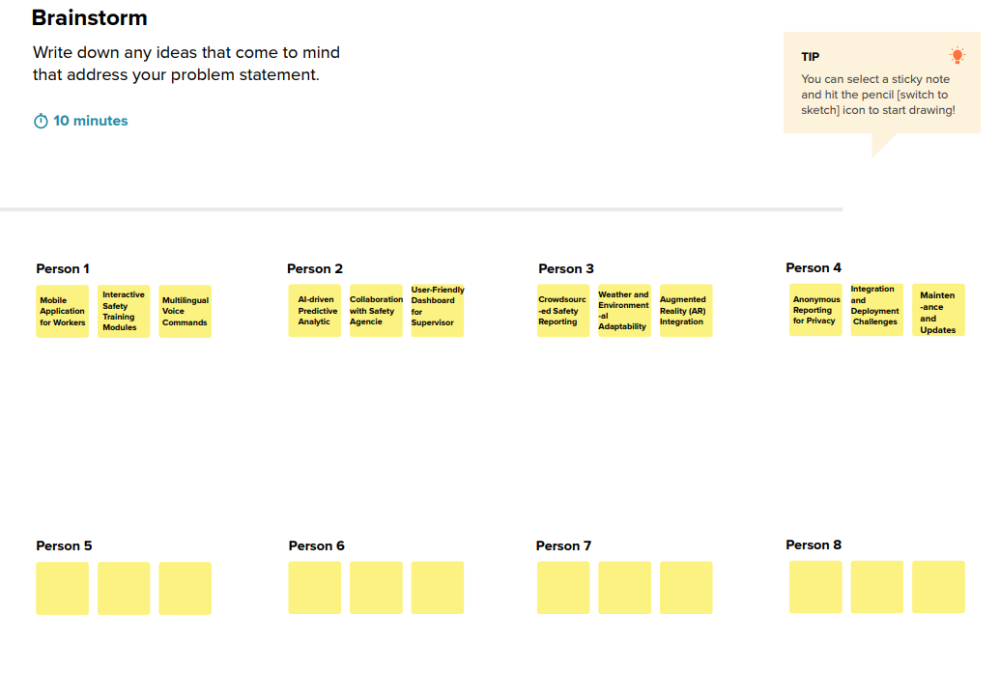 Brainstorm
Write down any ideas that come to mind
that address your problem statement.
10 minutes
TIP
You can select a sticky note
and hit the pencil [switch to
sketch] icon to start drawing!
Person 1
Mobile
Application
for Workers
Interactive
Safety
Training
Modules
Multilingual
Voice
Commands
Person 2
AI-driven
Predictive
Analytic
Collaboration
with Safety
Agencie
User-Friendly
Dashboard
for
Supervisor
Person 3
Crowdsourc
-ed Safety
Reporting
Weather and
Environment
-al
Adaptability
Augmented
Reality (AR)
Integration
Person 4
Anonymous
Reporting
for Privacy
Integration
and
Deployment
Challenges
Mainten
-ance
and
Updates
Person 5
Person 6
Person 7
Person 8